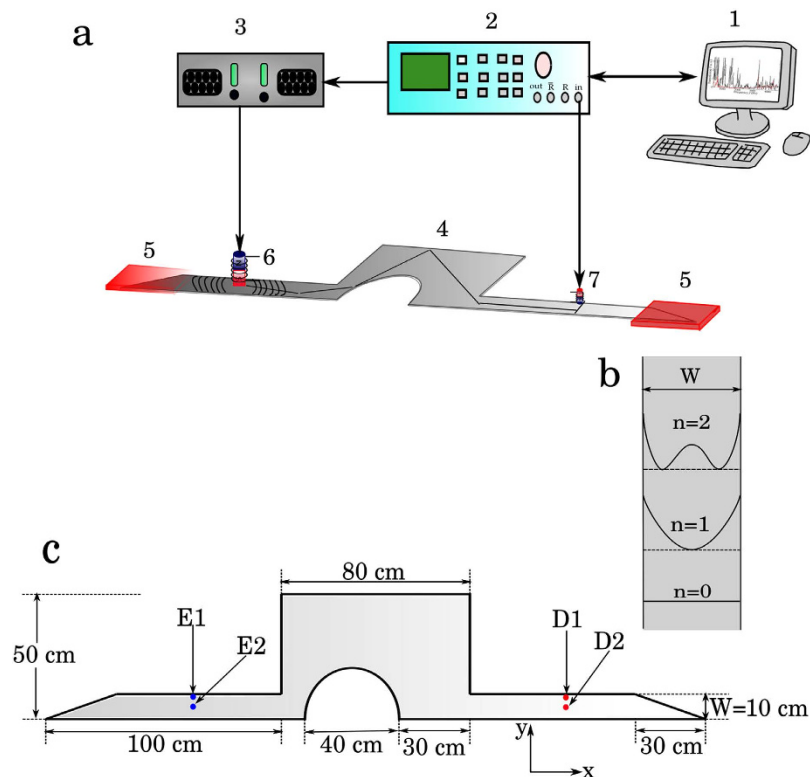 a
3
2
1
out R̅ R in
4
5
6
7
5
b
W
n=2
n=1
n=0
c
80 cm
E1
E2
D1
D2
50 cm
W=10 cm
100 cm
40 cm
30 cm
30 cm
y
x